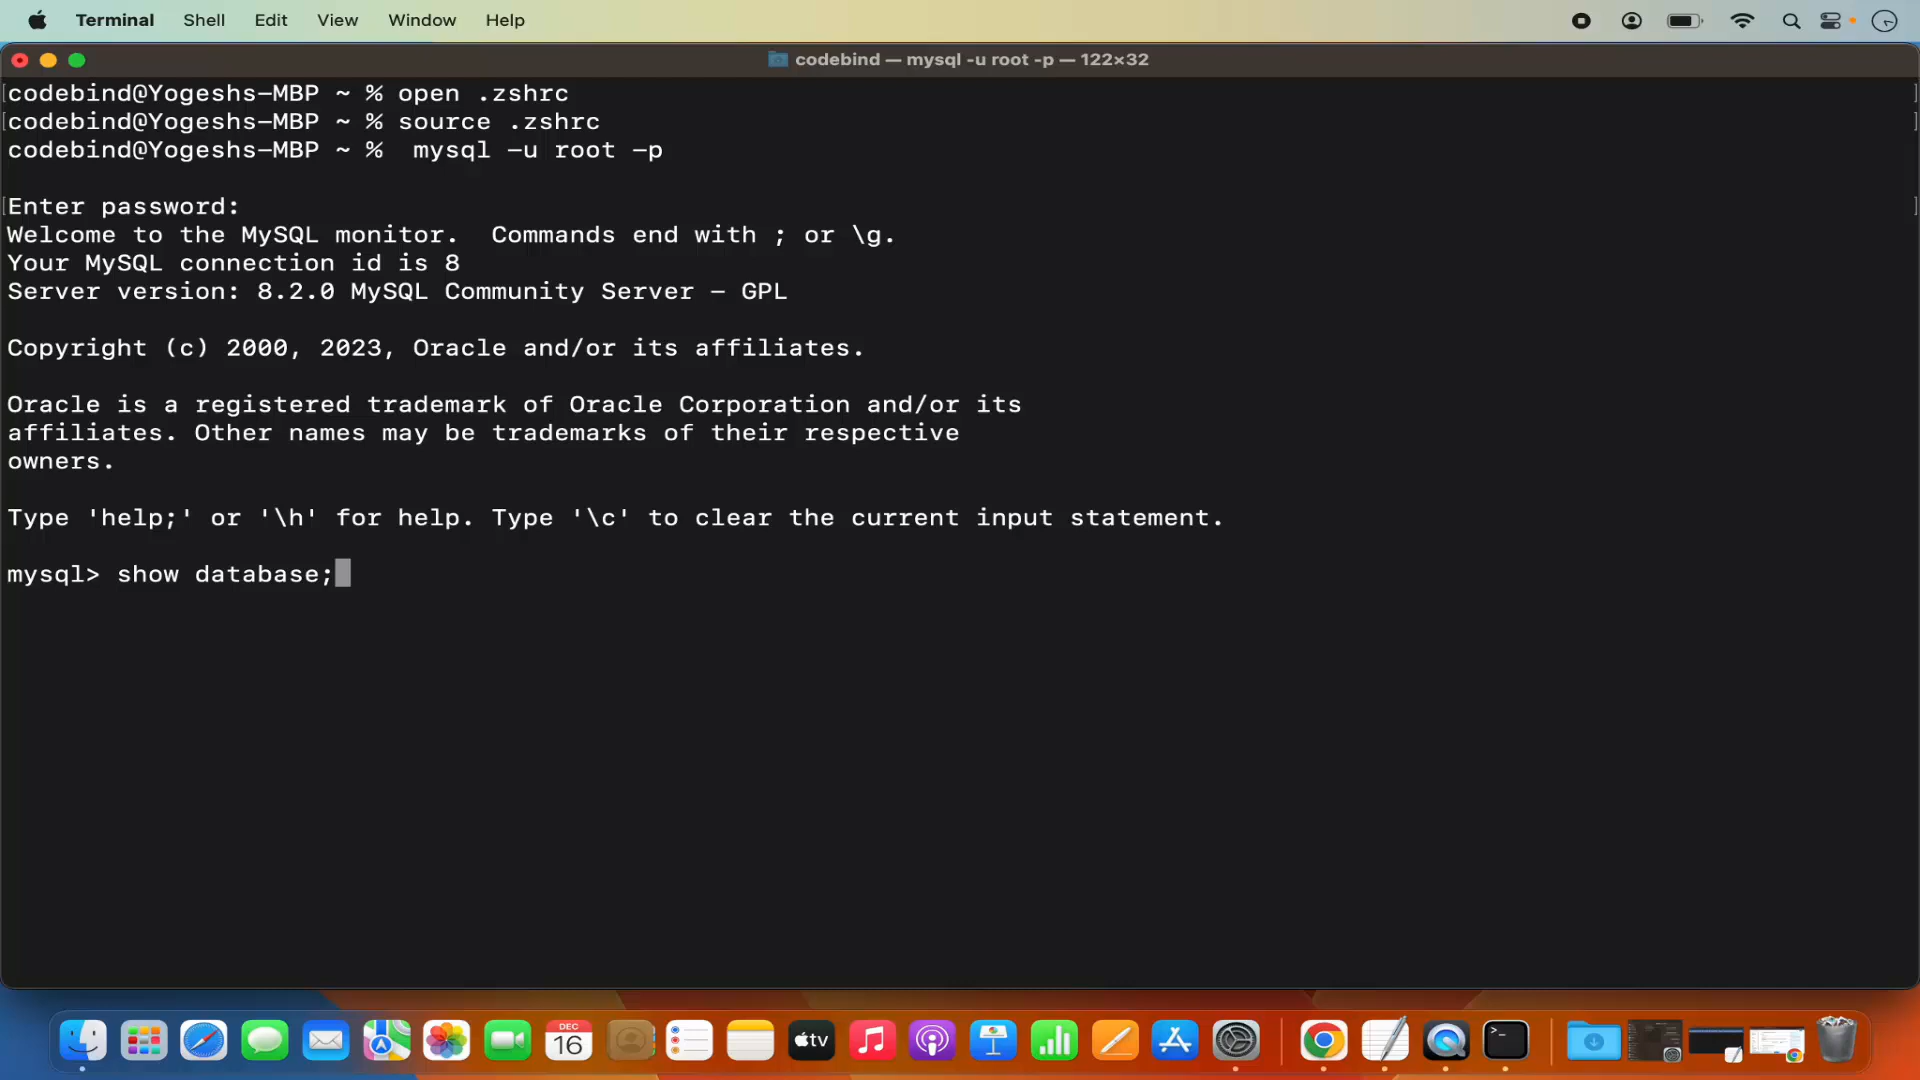 Terminal Shell Edit View Window Help
codebind — mysql -u root -p — 122×32
codebind@Yogeshs-MBP ~ % open .zshrc
codebind@Yogeshs-MBP ~ % source .zshrc
codebind@Yogeshs-MBP ~ %  mysql -u root -p
Enter password:
Welcome to the MySQL monitor.  Commands end with ; or \g.
Your MySQL connection id is 8
Server version: 8.2.0 MySQL Community Server - GPL
Copyright (c) 2000, 2023, Oracle and/or its affiliates.
Oracle is a registered trademark of Oracle Corporation and/or its
affiliates. Other names may be trademarks of their respective
owners.
Type 'help;' or '\h' for help. Type '\c' to clear the current input statement.
mysql> show database;
DEC
16
tv
>_